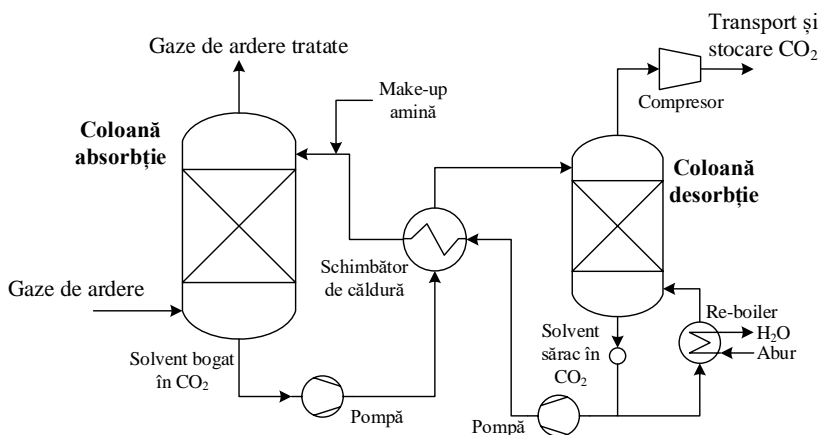 Transport și
stocare CO₂
Gaze de ardere tratate
Make-up
amină
Compresor
Coloană
absorbție
Coloană
desorbție
Schimbător
de căldură
Gaze de ardere
Re-boiler
H₂O
Abur
Solvent
sărac în
CO₂
Solvent bogat
în CO₂
Pompă
Pompă